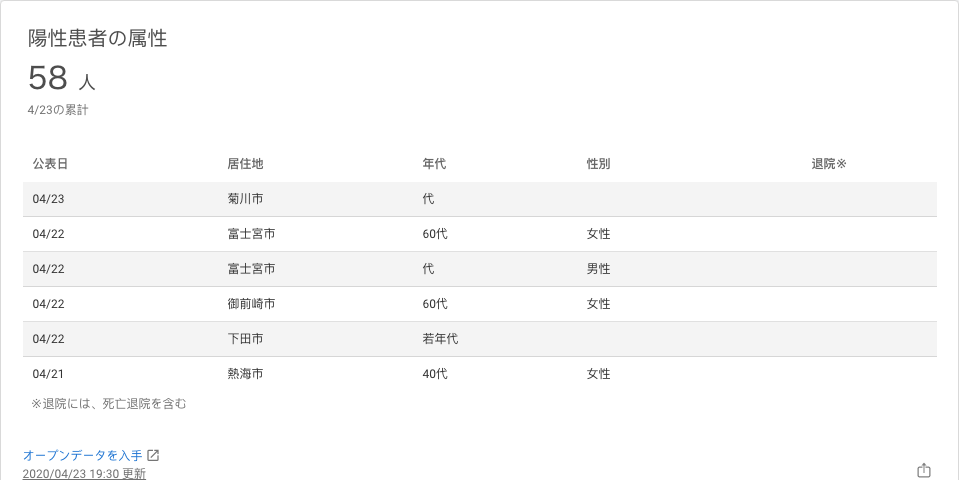 陽性患者の属性
58 人
4/23の累計
公表日 居住地 年代 性別 退院※
04/23 菊川市 代
04/22 富士宮市 60代 女性
04/22 富士宮市 代 男性
04/22 御前崎市 60代 女性
04/22 下田市 若年代
04/21 熱海市 40代 女性
※退院には、死亡退院を含む
オープンデータを入手
2020/04/23 19:30 更新